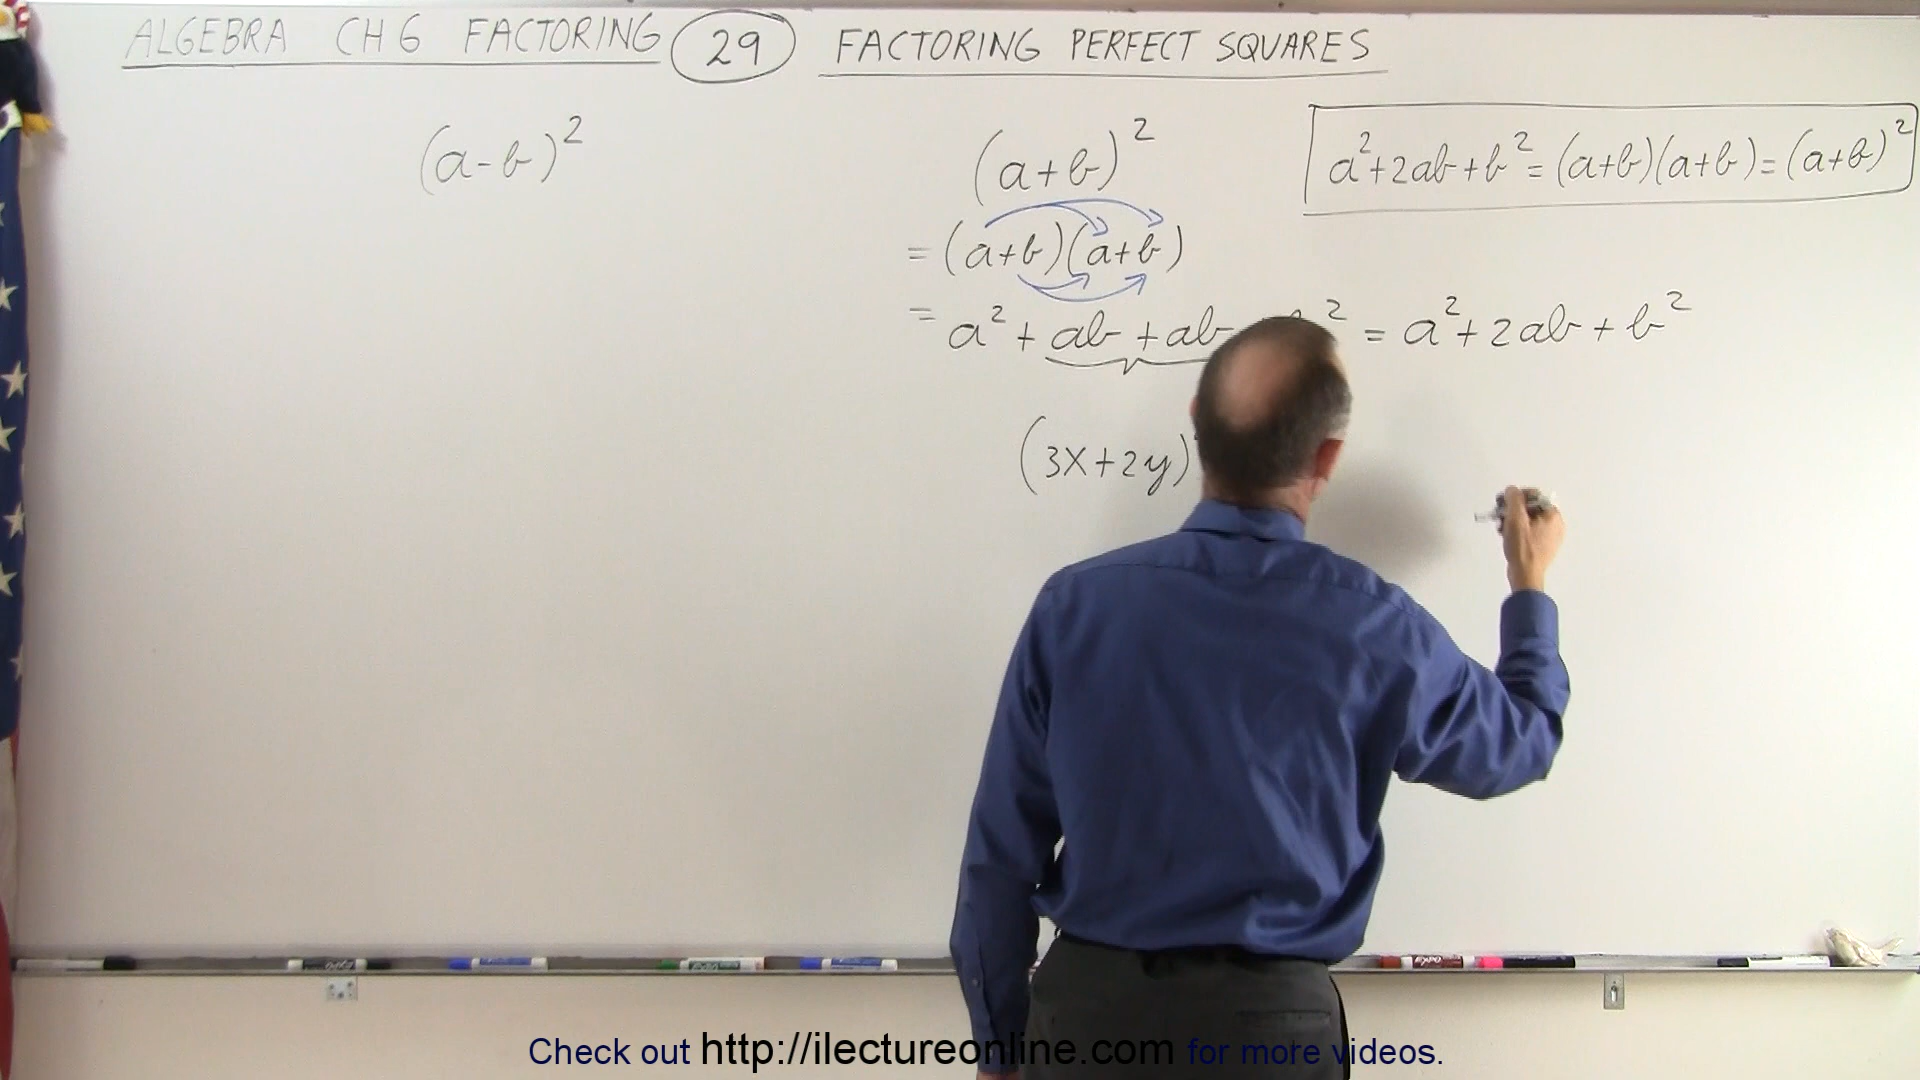 ALGEBRA CH 6 FACTORING 29 FACTORING PERFECT SQUARES
(a-b)²
(a+b)²
a²+2ab+b²=(a+b)(a+b)=(a+b)²
=(a+b)(a+b)
= a² + ab + ab ² = a² + 2ab + b²
(3x+2y)
Check out http://ilectureonline.com for more videos.